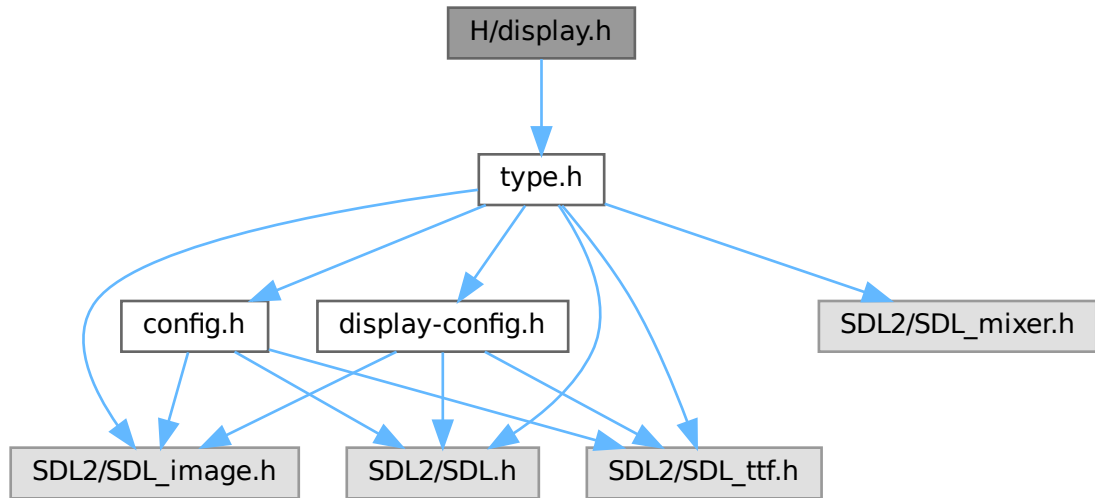 H/display.h
type.h
config.h
display-config.h
SDL2/SDL_mixer.h
SDL2/SDL_image.h
SDL2/SDL.h
SDL2/SDL_ttf.h